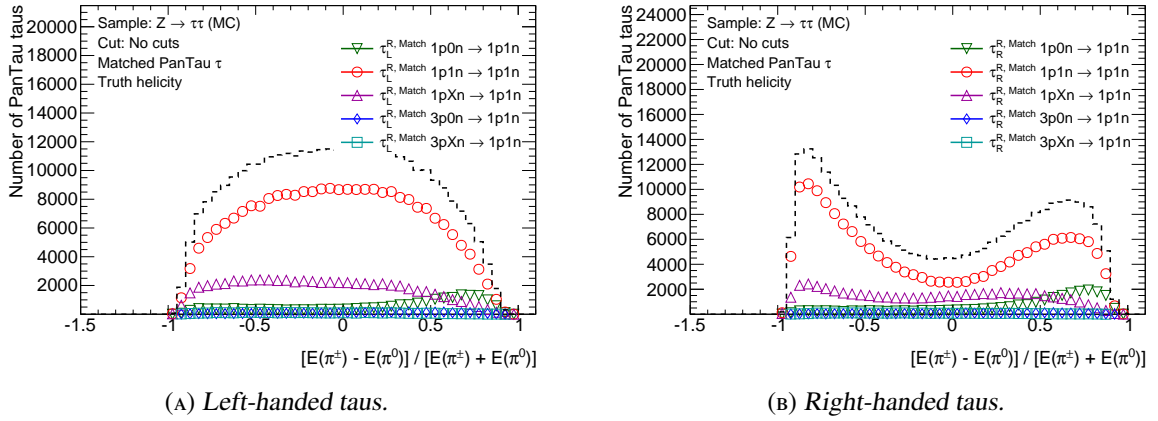 Number of PanTau taus
20000
18000
16000
14000
12000
10000
8000
6000
4000
2000
Sample: Z → ττ (MC)
Cut: No cuts
Matched PanTau τ
Truth helicity
τ_L^{R, Match} 1p0n → 1p1n
τ_L^{R, Match} 1p1n → 1p1n
τ_L^{R, Match} 1pXn → 1p1n
τ_L^{R, Match} 3p0n → 1p1n
τ_L^{R, Match} 3pXn → 1p1n
-1.5 -1 -0.5 0 0.5 1
[E(π±) - E(π⁰)] / [E(π±) + E(π⁰)]
(A) Left-handed taus.
Number of PanTau taus
24000
22000
20000
18000
16000
14000
12000
10000
8000
6000
4000
2000
Sample: Z → ττ (MC)
Cut: No cuts
Matched PanTau τ
Truth helicity
τ_R^{R, Match} 1p0n → 1p1n
τ_R^{R, Match} 1p1n → 1p1n
τ_R^{R, Match} 1pXn → 1p1n
τ_R^{R, Match} 3p0n → 1p1n
τ_R^{R, Match} 3pXn → 1p1n
-1.5 -1 -0.5 0 0.5 1
[E(π±) - E(π⁰)] / [E(π±) + E(π⁰)]
(B) Right-handed taus.